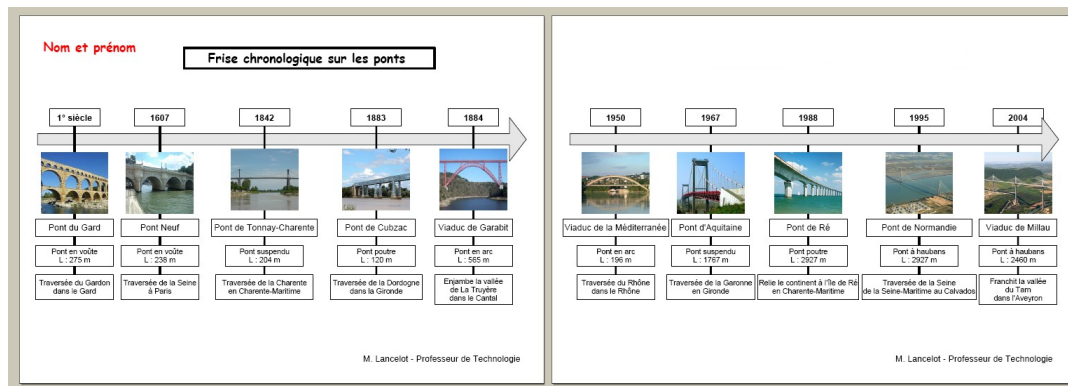 Nom et prénom
Frise chronologique sur les ponts
1° siècle
1607
1842
1883
1884
Pont du Gard
Pont Neuf
Pont de Tonnay-Charente
Pont de Cubzac
Viaduc de Garabit
Pont en voûte
L : 275 m
Pont en voûte
L : 238 m
Pont suspendu
L : 204 m
Pont poutre
L : 120 m
Pont en arc
L : 565 m
Traversée du Gardon
dans le Gard
Traversée de la Seine
à Paris
Traversée de la Charente
en Charente-Maritime
Traversée de la Dordogne
dans la Gironde
Enjambe la vallée
de La Truyère
dans le Cantal
M. Lancelot - Professeur de Technologie
1950
1967
1988
1995
2004
Viaduc de la Méditerranée
Pont d'Aquitaine
Pont de Ré
Pont de Normandie
Viaduc de Millau
Pont en arc
L : 196 m
Pont suspendu
L : 1767 m
Pont poutre
L : 2927 m
Pont à haubans
L : 2927 m
Pont à haubans
L : 2460 m
Traversée du Rhône
dans le Rhône
Traversée de la Garonne
en Gironde
Relie le continent à l'île de Ré
en Charente-Maritime
Traversée de la Seine
de la Seine-Maritime au Calvados
Franchit la vallée
du Tarn
dans l'Aveyron
M. Lancelot - Professeur de Technologie